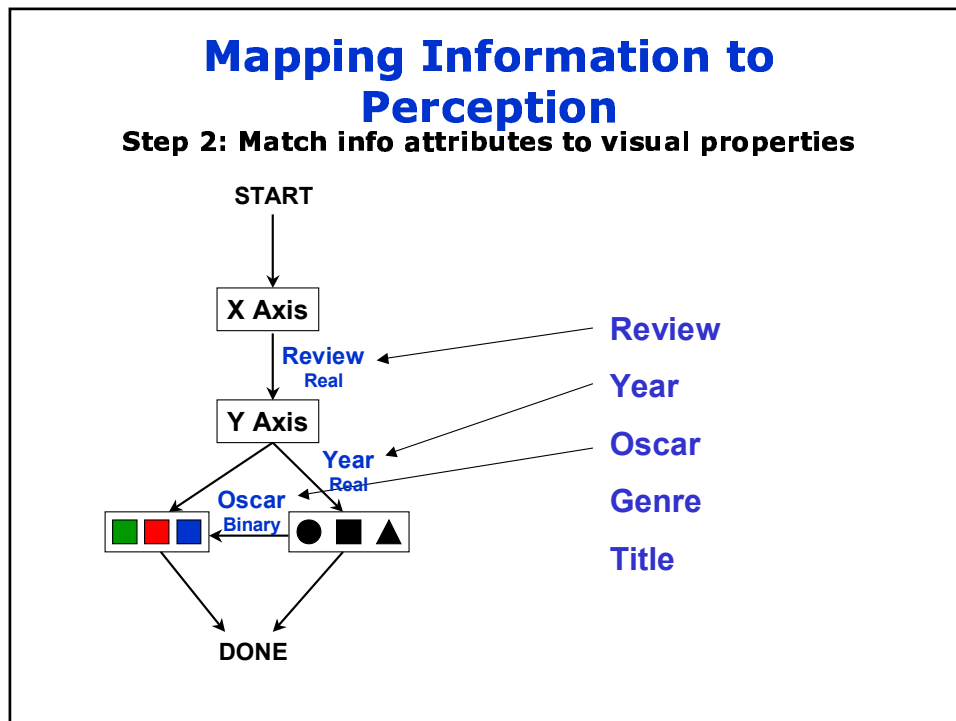 Mapping Information to
Perception
Step 2: Match info attributes to visual properties
START
X Axis
Review
Real
Y Axis
Year
Real
Oscar
Binary
DONE
Review
Year
Oscar
Genre
Title